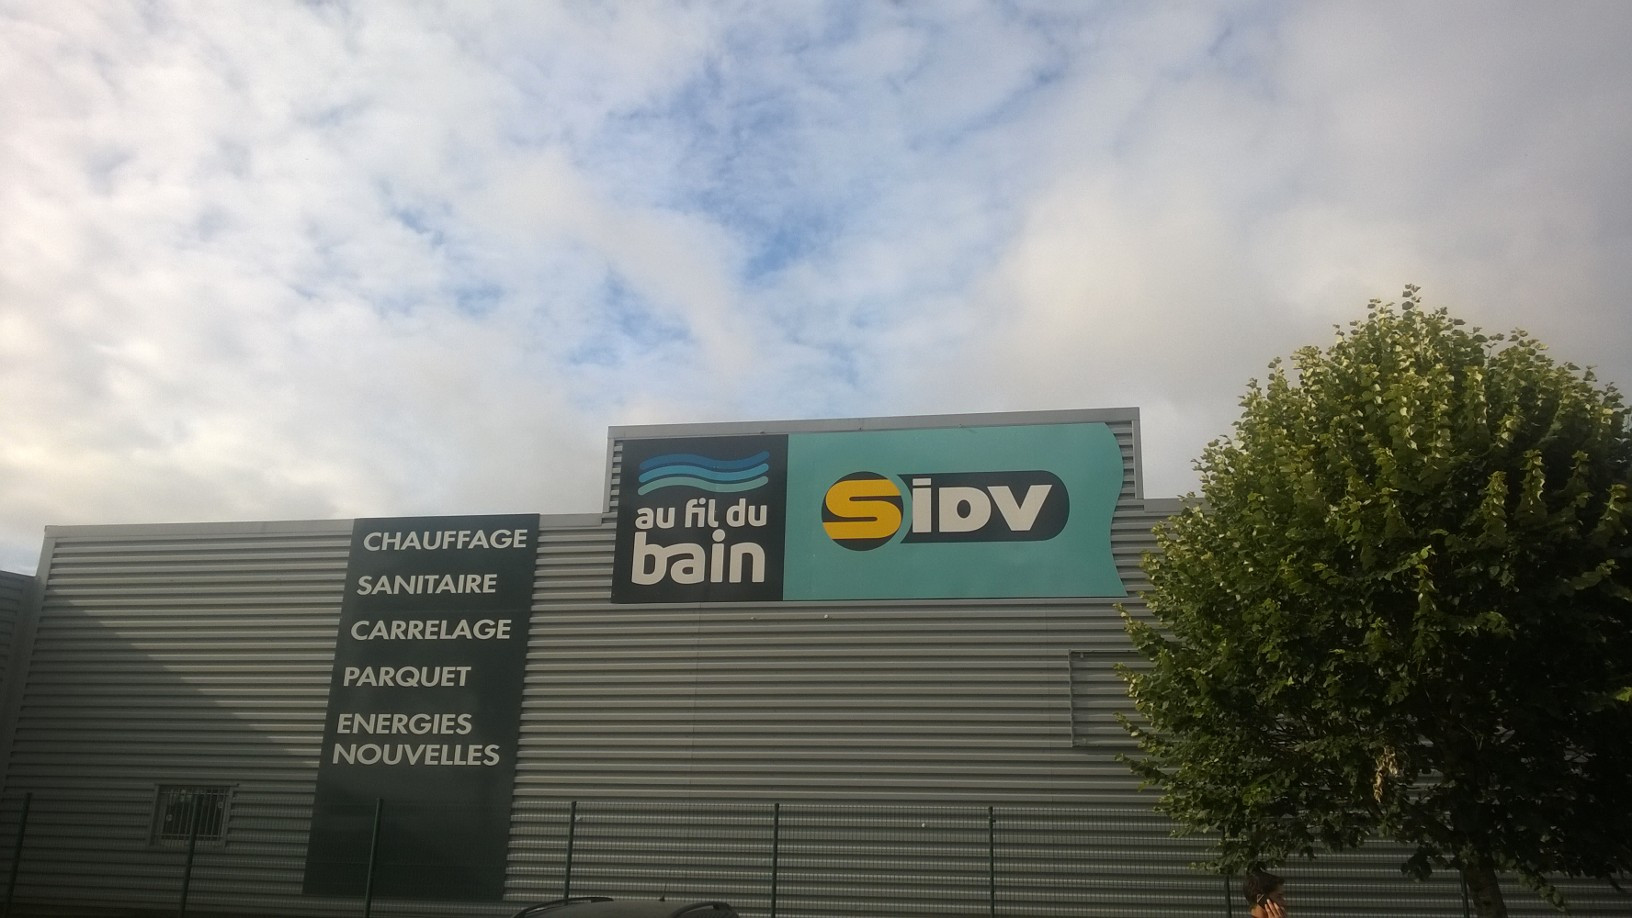 CHAUFFAGE
SANITAIRE
CARRELAGE
PARQUET
ENERGIES
NOUVELLES
au fil du
bain
SiDV